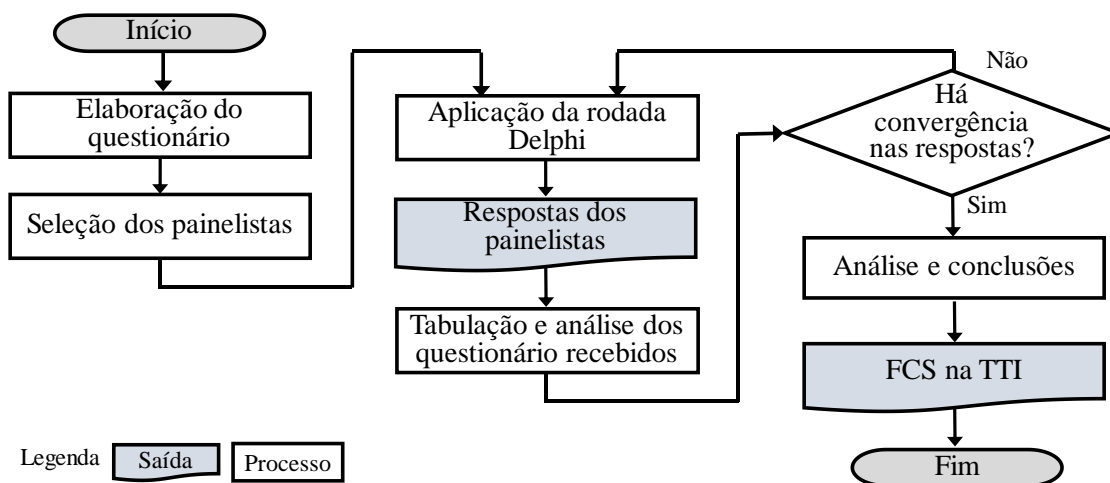 Início
Elaboração do
questionário
Seleção dos painelistas
Aplicação da rodada
Delphi
Respostas dos
painelistas
Tabulação e análise dos
questionário recebidos
Não
Há
convergência
nas respostas?
Sim
Análise e conclusões
FCS na TTI
Fim
Legenda
Saída
Processo